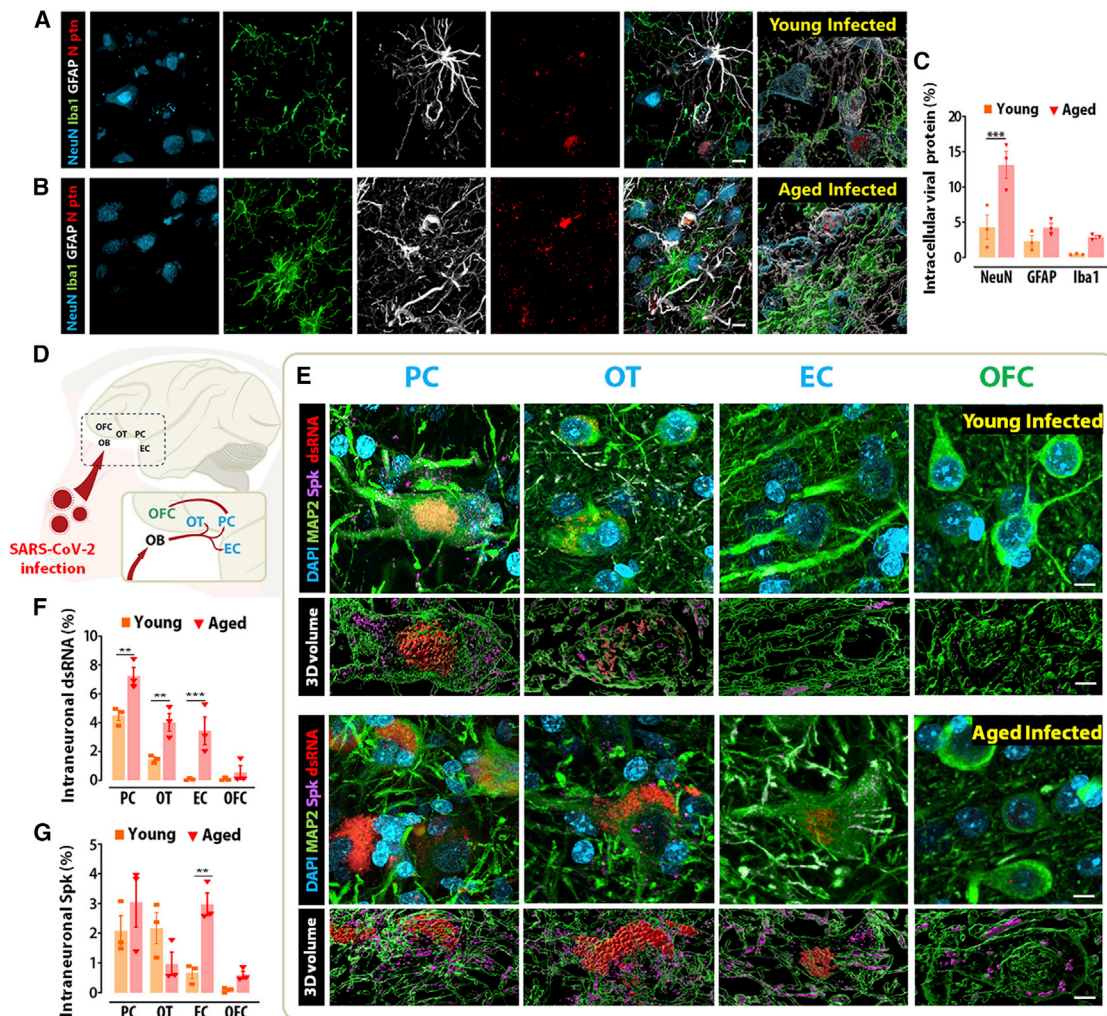 A
NeuN Iba1 GFAP N ptn
Young Infected
B
NeuN Iba1 GFAP N ptn
Aged Infected
C
Young Aged
Intracellular viral protein (%)
20
15
10
5
0
***
NeuN GFAP Iba1
D
OFC
OT PC
OB EC
SARS-CoV-2
infection
OFC OT PC
OB
EC
E
PC OT EC OFC
DAPI MAP2 Spk dsRNA
Young Infected
3D volume
DAPI MAP2 Spk dsRNA
Aged Infected
3D volume
F
Young Aged
Intraneuronal dsRNA (%)
10
8
6
4
2
0
** ** ***
PC OT EC OFC
G
Young Aged
Intraneuronal Spk (%)
5
4
3
2
1
0
**
PC OT EC OFC